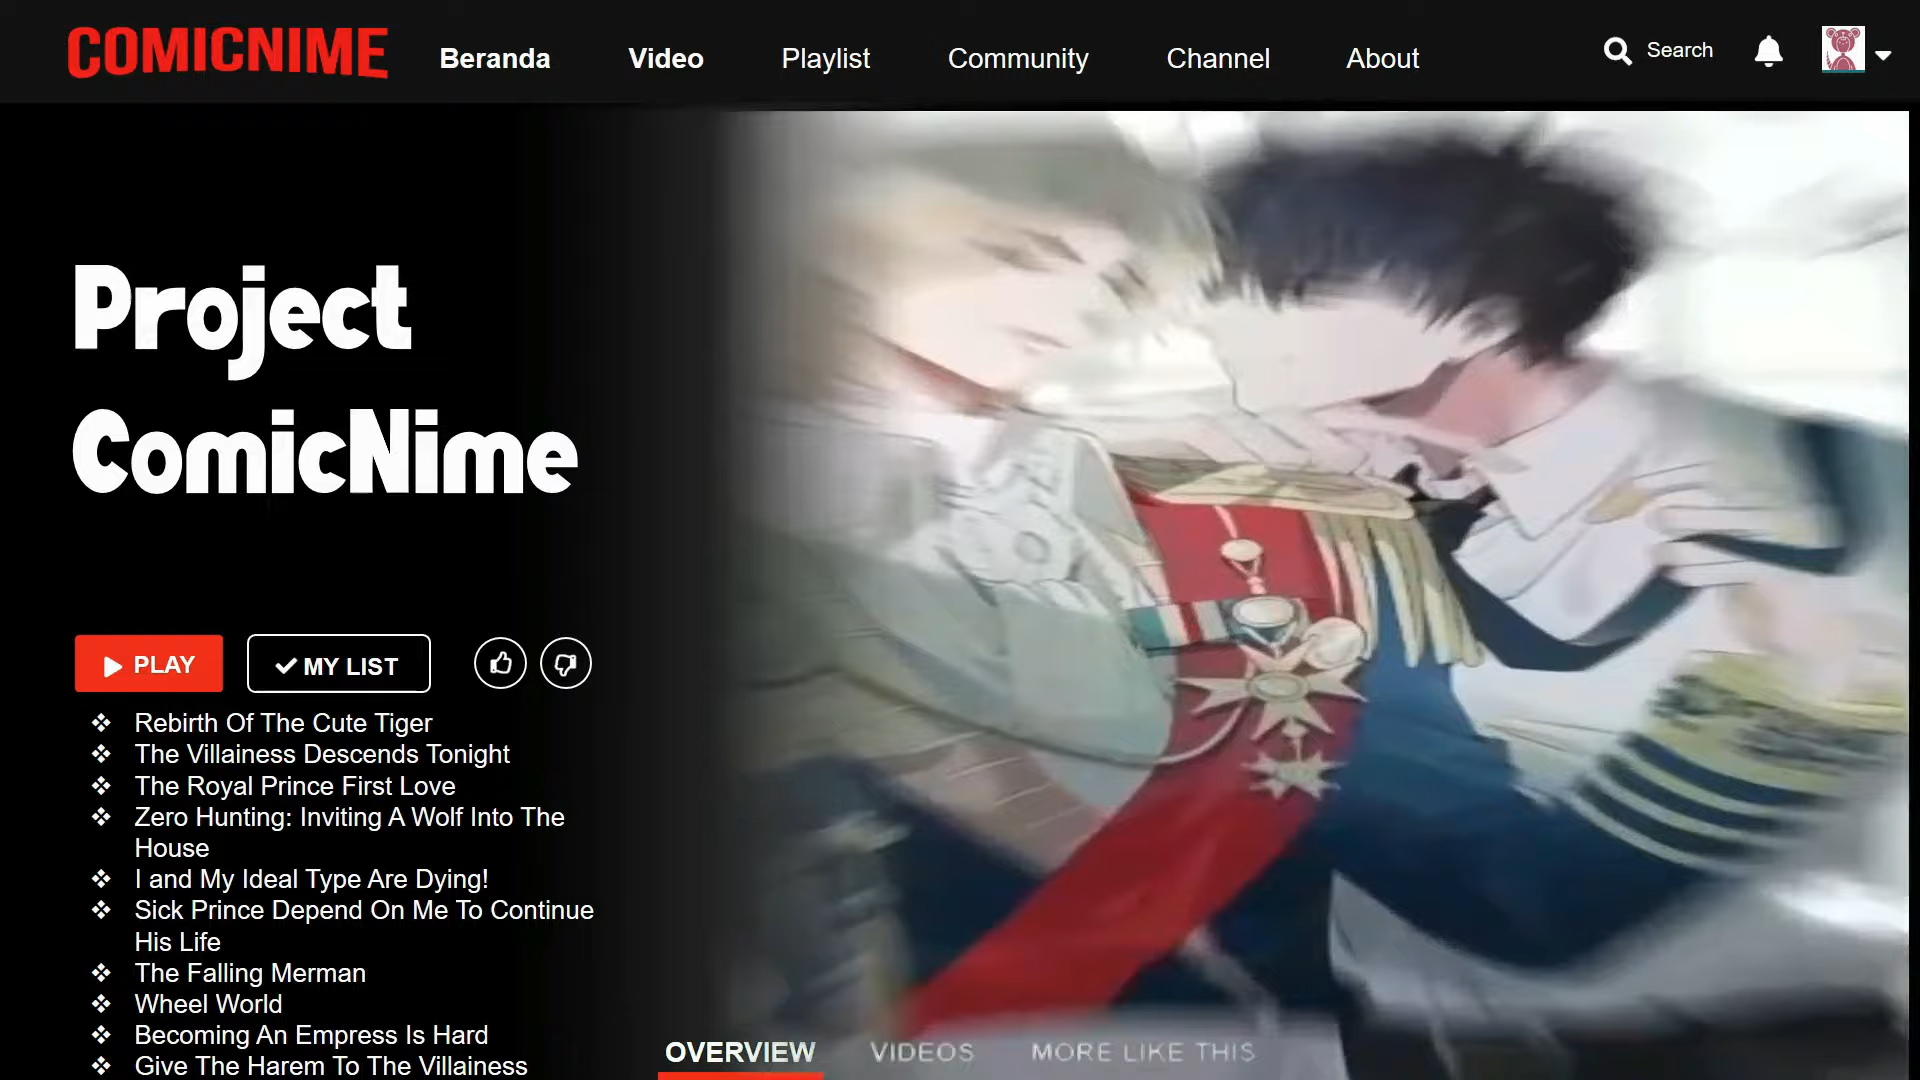 COMICNIME
Beranda
Video
Playlist
Community
Channel
About
Search
Project
ComicNime
PLAY
MY LIST
Rebirth Of The Cute Tiger
The Villainess Descends Tonight
The Royal Prince First Love
Zero Hunting: Inviting A Wolf Into The
House
I and My Ideal Type Are Dying!
Sick Prince Depend On Me To Continue
His Life
The Falling Merman
Wheel World
Becoming An Empress Is Hard
Give The Harem To The Villainess
OVERVIEW
VIDEOS
MORE LIKE THIS